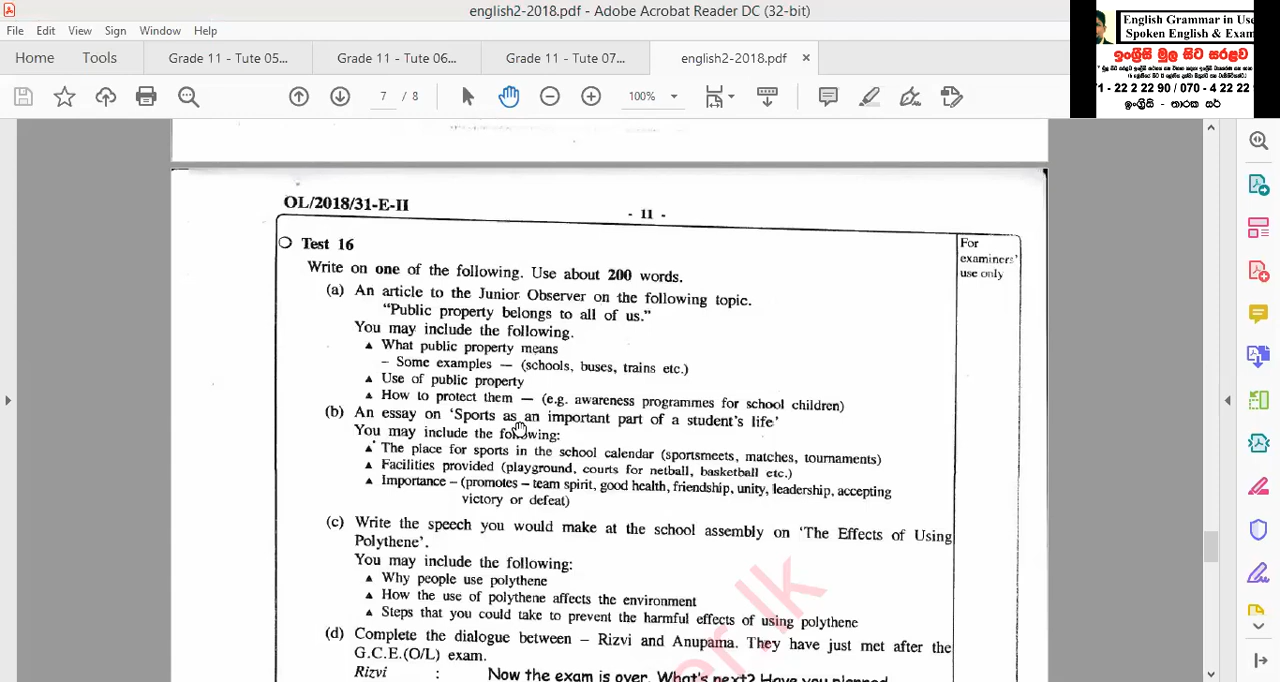 english2-2018.pdf - Adobe Acrobat Reader DC (32-bit)
File Edit View Sign Window Help
Home Tools Grade 11 - Tute 05... Grade 11 - Tute 06... Grade 11 - Tute 07... english2-2018.pdf ×
7 / 8 100%
English Grammar in Use
Spoken English & Exam
ඉංග්‍රීසි මුල සිට සරළව
71 - 22 2 22 90 / 070 - 4 22 22
ඉංග්‍රීසි - තාරක සර්
OL/2018/31-E-II
- 11 -
For
examiners'
use only
Test 16
Write on one of the following. Use about 200 words.
(a) An article to the Junior Observer on the following topic.
"Public property belongs to all of us."
You may include the following.
▲ What public property means
– Some examples — (schools, buses, trains etc.)
▲ Use of public property
▲ How to protect them — (e.g. awareness programmes for school children)
(b) An essay on 'Sports as an important part of a student's life'
You may include the following:
▲ The place for sports in the school calendar (sportsmeets, matches, tournaments)
▲ Facilities provided (playground, courts for netball, basketball etc.)
▲ Importance – (promotes – team spirit, good health, friendship, unity, leadership, accepting
victory or defeat)
(c) Write the speech you would make at the school assembly on 'The Effects of Using
Polythene'.
You may include the following:
▲ Why people use polythene
▲ How the use of polythene affects the environment
▲ Steps that you could take to prevent the harmful effects of using polythene
(d) Complete the dialogue between – Rizvi and Anupama. They have just met after the
G.C.E.(O/L) exam.
Rizvi : Now the exam is over. What's next? Have you planned
er.lk